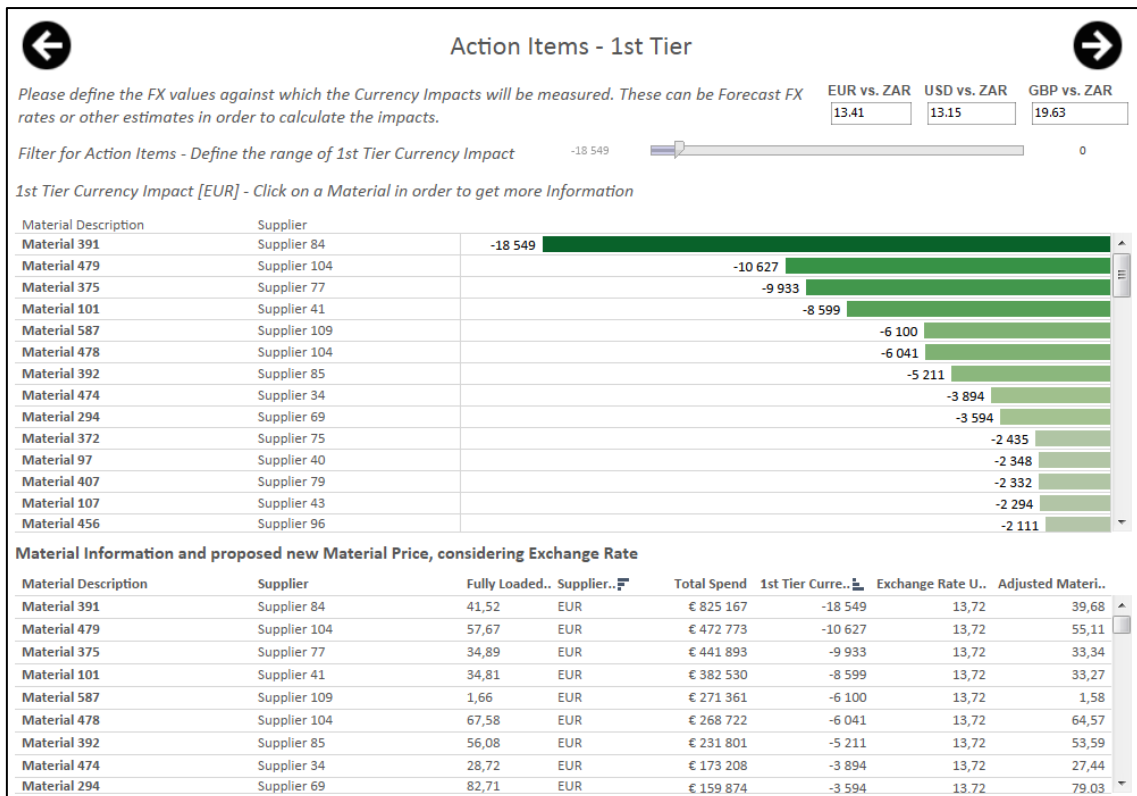 Action Items - 1st Tier
Please define the FX values against which the Currency Impacts will be measured. These can be Forecast FX
rates or other estimates in order to calculate the impacts.
EUR vs. ZAR USD vs. ZAR GBP vs. ZAR
13.41 13.15 19.63
Filter for Action Items - Define the range of 1st Tier Currency Impact -18 549 0
1st Tier Currency Impact [EUR] - Click on a Material in order to get more Information
Material Description Supplier
Material 391 Supplier 84 -18 549
Material 479 Supplier 104 -10 627
Material 375 Supplier 77 -9 933
Material 101 Supplier 41 -8 599
Material 587 Supplier 109 -6 100
Material 478 Supplier 104 -6 041
Material 392 Supplier 85 -5 211
Material 474 Supplier 34 -3 894
Material 294 Supplier 69 -3 594
Material 372 Supplier 75 -2 435
Material 97 Supplier 40 -2 348
Material 407 Supplier 79 -2 332
Material 107 Supplier 43 -2 294
Material 456 Supplier 96 -2 111
Material Information and proposed new Material Price, considering Exchange Rate
Material Description Supplier Fully Loaded.. Supplier.. Total Spend 1st Tier Curre.. Exchange Rate U.. Adjusted Materi..
Material 391 Supplier 84 41,52 EUR € 825 167 -18 549 13,72 39,68
Material 479 Supplier 104 57,67 EUR € 472 773 -10 627 13,72 55,11
Material 375 Supplier 77 34,89 EUR € 441 893 -9 933 13,72 33,34
Material 101 Supplier 41 34,81 EUR € 382 530 -8 599 13,72 33,27
Material 587 Supplier 109 1,66 EUR € 271 361 -6 100 13,72 1,58
Material 478 Supplier 104 67,58 EUR € 268 722 -6 041 13,72 64,57
Material 392 Supplier 85 56,08 EUR € 231 801 -5 211 13,72 53,59
Material 474 Supplier 34 28,72 EUR € 173 208 -3 894 13,72 27,44
Material 294 Supplier 69 82,71 EUR € 159 874 -3 594 13,72 79,03